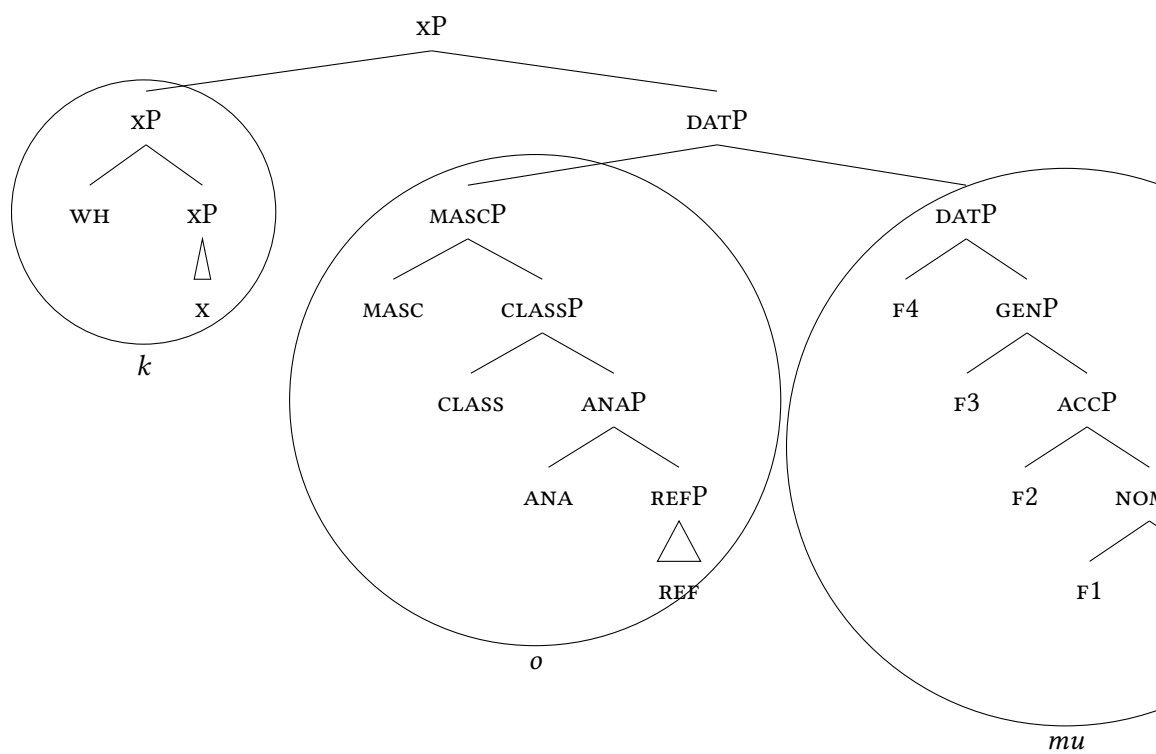 xP
xP DATP
WH xP MASCP DATP
X MASC CLASSP F4 GENP
k
CLASS ANAP F3 ACCP
ANA REFP F2
REF F1
o
mu